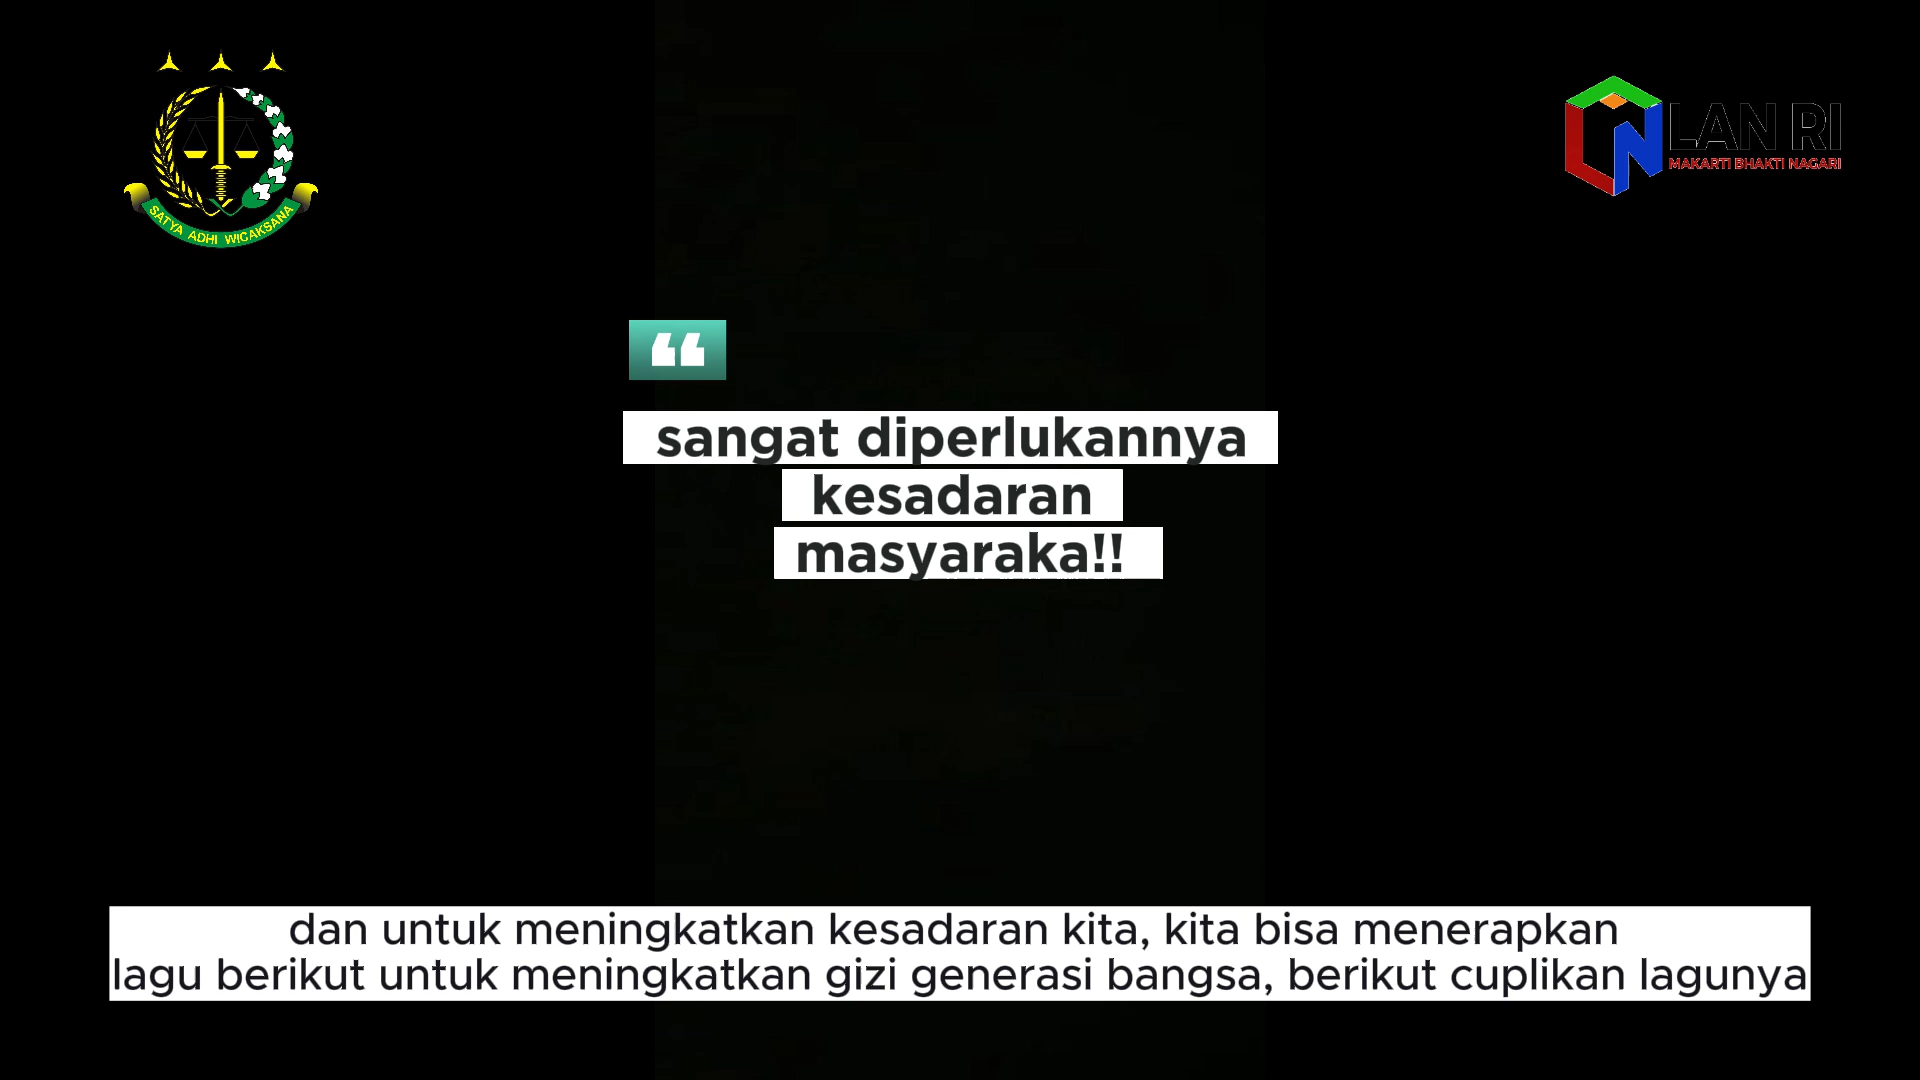 SATYA ADHI WICAKSANA
LAN RI
MAKARTI BHAKTI NAGARI
“
sangat diperlukannya
kesadaran
masyaraka!!
dan untuk meningkatkan kesadaran kita, kita bisa menerapkan
lagu berikut untuk meningkatkan gizi generasi bangsa, berikut cuplikan lagunya